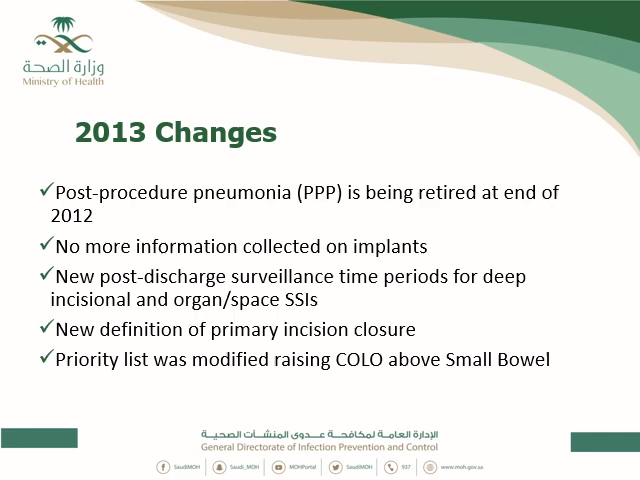 وزارة الصحة
Ministry of Health
2013 Changes
✓Post-procedure pneumonia (PPP) is being retired at end of
2012
✓No more information collected on implants
✓New post-discharge surveillance time periods for deep
incisional and organ/space SSIs
✓New definition of primary incision closure
✓Priority list was modified raising COLO above Small Bowel
الإدارة العامة لمكافحة عدوى المنشآت الصحية
General Directorate of Infection Prevention and Control
SaudiMOH | Saudi_MOH | MOHPortal | SaudiMOH | 937 | www.moh.gov.sa